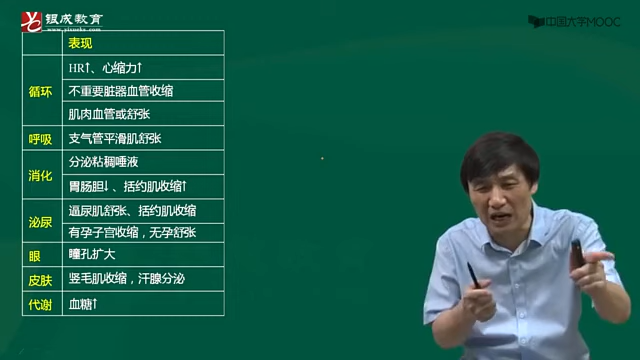 银成教育
www.yixueks.com
中国大学MOOC
表现
循环
HR↑、心缩力↑
不重要脏器血管收缩
肌肉血管或舒张
呼吸
支气管平滑肌舒张
消化
分泌粘稠唾液
胃肠胆↓、括约肌收缩↑
泌尿
逼尿肌舒张、括约肌收缩
有孕子宫收缩，无孕舒张
眼
瞳孔扩大
皮肤
竖毛肌收缩，汗腺分泌
代谢
血糖↑